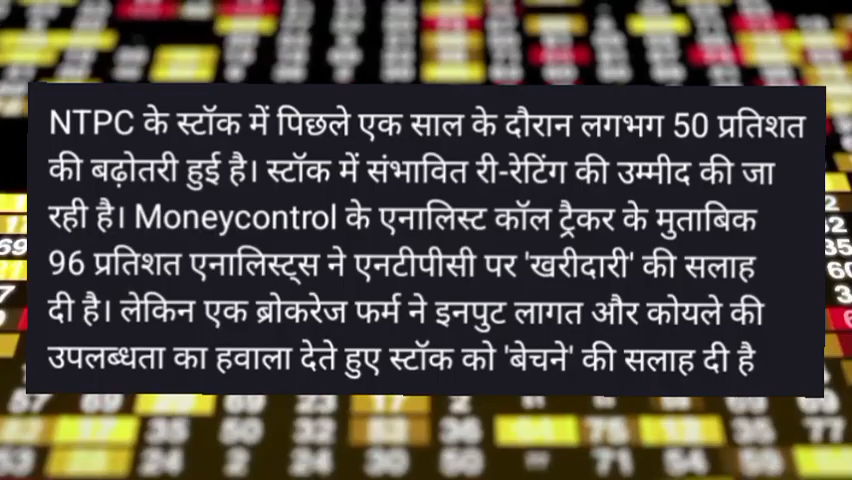 NTPC के स्टॉक में पिछले एक साल के दौरान लगभग 50 प्रतिशत
की बढ़ोतरी हुई है। स्टॉक में संभावित री-रेटिंग की उम्मीद की जा
रही है। Moneycontrol के एनालिस्ट कॉल ट्रैकर के मुताबिक
96 प्रतिशत एनालिस्ट्स ने एनटीपीसी पर 'खरीदारी' की सलाह
दी है। लेकिन एक ब्रोकरेज फर्म ने इनपुट लागत और कोयले की
उपलब्धता का हवाला देते हुए स्टॉक को 'बेचने' की सलाह दी है